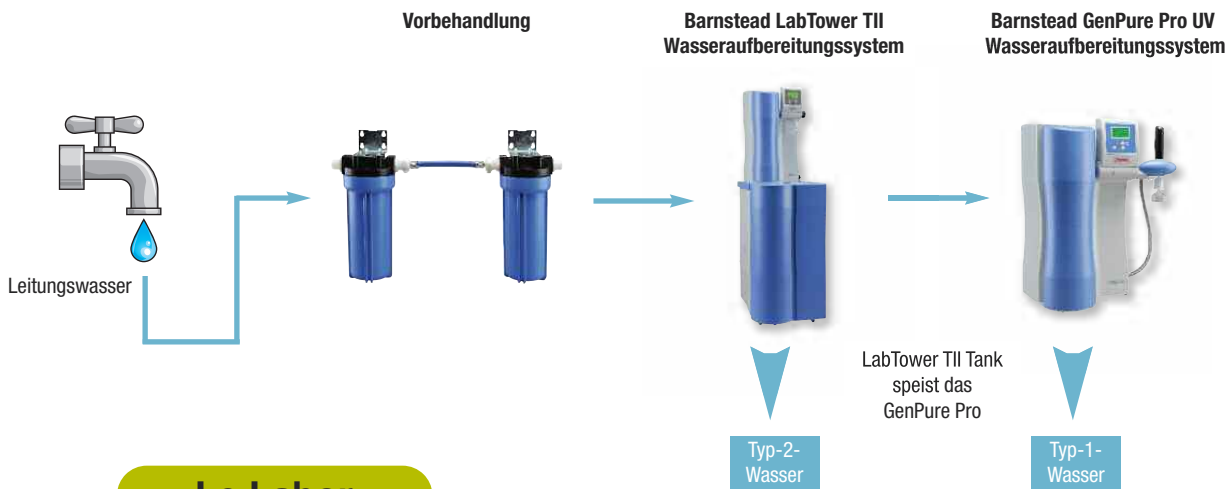 Vorbehandlung
Barnstead LabTower TII
Wasseraufbereitungssystem
Barnstead GenPure Pro UV
Wasseraufbereitungssystem
Leitungswasser
LabTower TII Tank
speist das
GenPure Pro
Typ-2-
Wasser
Typ-1-
Wasser